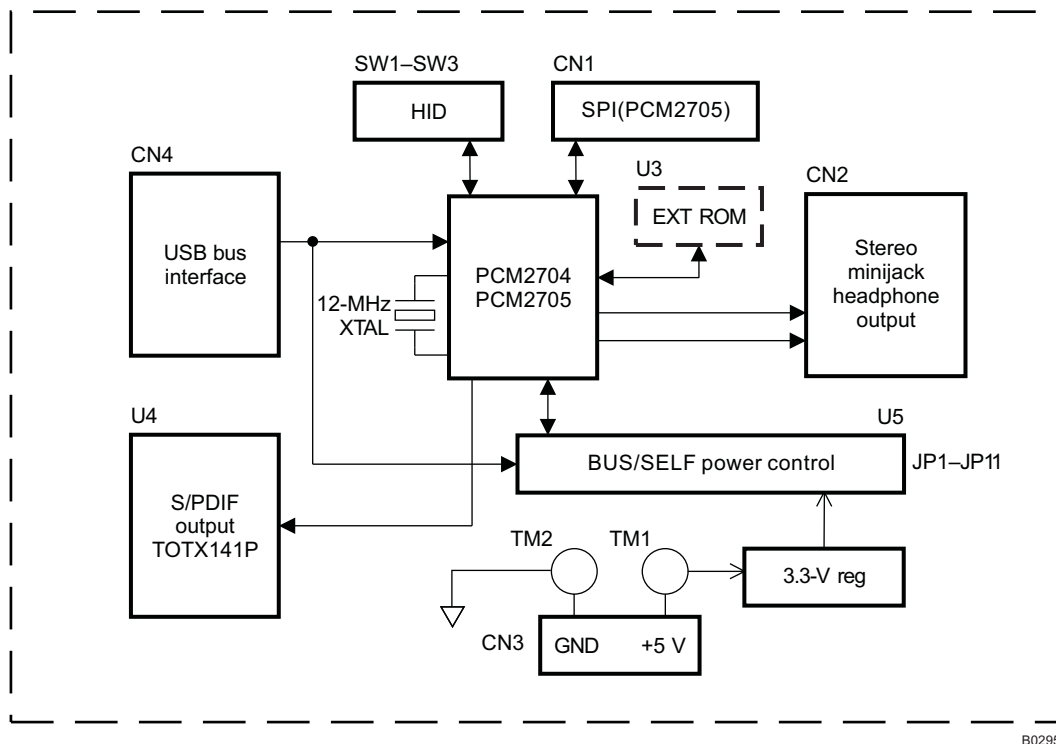 SW1–SW3
CN1
HID
SPI(PCM2705)
CN4
U3
CN2
EXT ROM
USB bus
interface
PCM2704
PCM2705
Stereo
minijack
headphone
output
12-MHz
XTAL
U4
U5
BUS/SELF power control
JP1–JP11
S/PDIF
output
TOTX141P
TM2
TM1
3.3-V reg
CN3
GND
+5 V